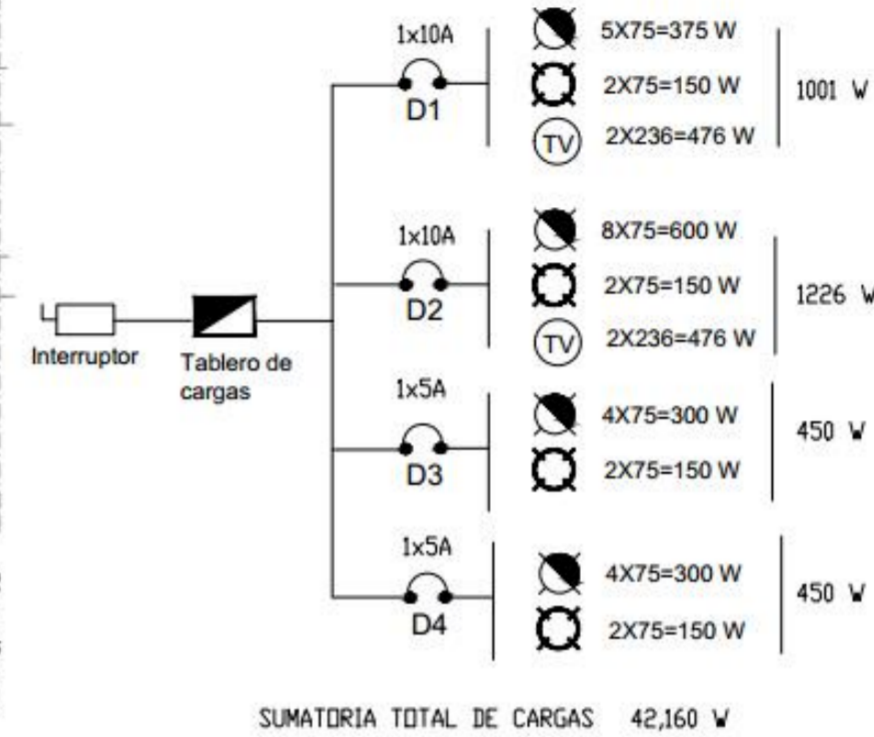 1x10A
D1
5X75=375 W
2X75=150 W
TV 2X236=476 W
1001 W
1x10A
D2
8X75=600 W
2X75=150 W
TV 2X236=476 W
1226 W
Interruptor
Tablero de
cargas
1x5A
D3
4X75=300 W
2X75=150 W
450 W
1x5A
D4
4X75=300 W
2X75=150 W
450 W
SUMATORIA TOTAL DE CARGAS 42,160 W